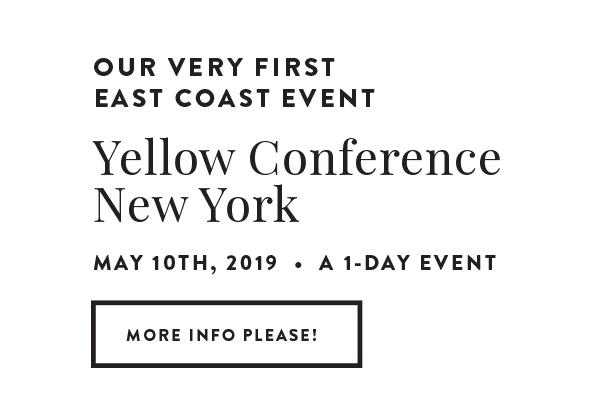 OUR VERY FIRST
EAST COAST EVENT
Yellow Conference
New York
MAY 10TH, 2019 • A 1-DAY EVENT
MORE INFO PLEASE!